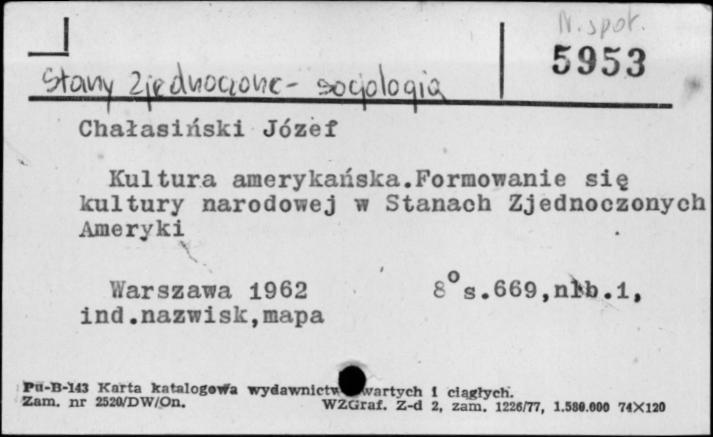 N. społ.
5953
Stany Zjednoczone - socjologia
Chałasiński Józef
Kultura amerykańska.Formowanie się
kultury narodowej w Stanach Zjednoczonych
Ameryki
Warszawa 1962 8° s.669,nlb.1,
ind.nazwisk,mapa
Pu-B-143 Karta katalogowa wydawnictw zwartych i ciągłych.
Zam. nr 2520/DW/On. WZGraf. Z-d 2, zam. 1226/77, 1.580.000 74×120